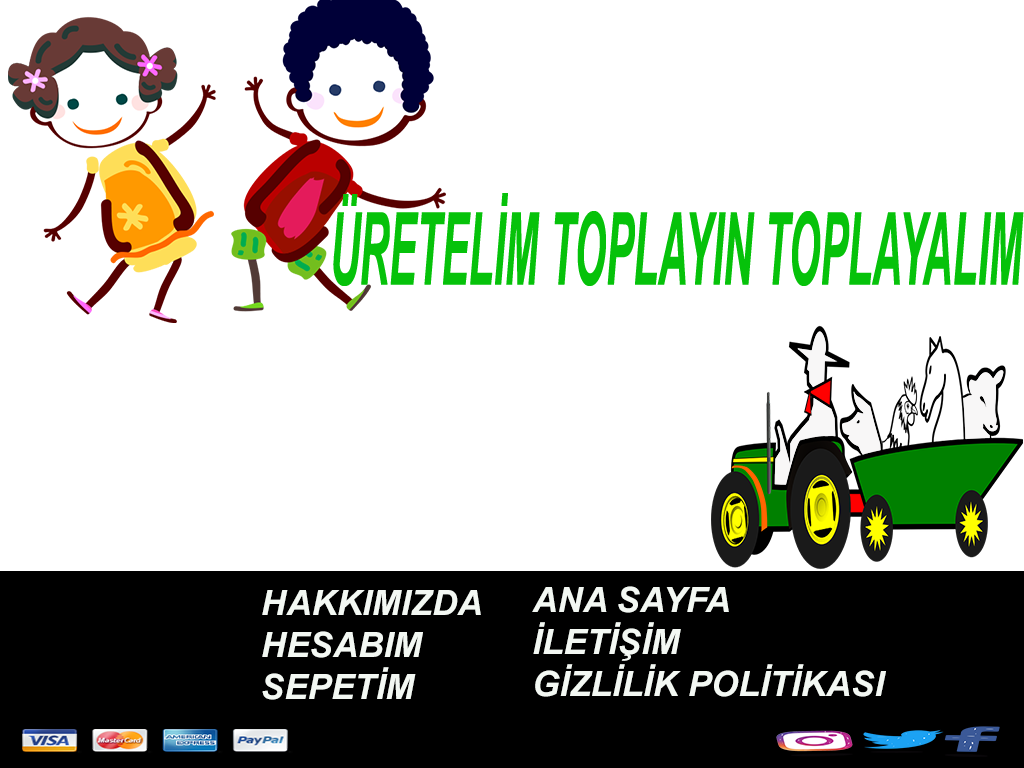 ÜRETELİM TOPLAYIN TOPLAYALIM
HAKKIMIZDA
HESABIM
SEPETİM
ANA SAYFA
İLETİŞİM
GİZLİLİK POLİTİKASI
VISA MasterCard AMERICAN EXPRESS PayPal